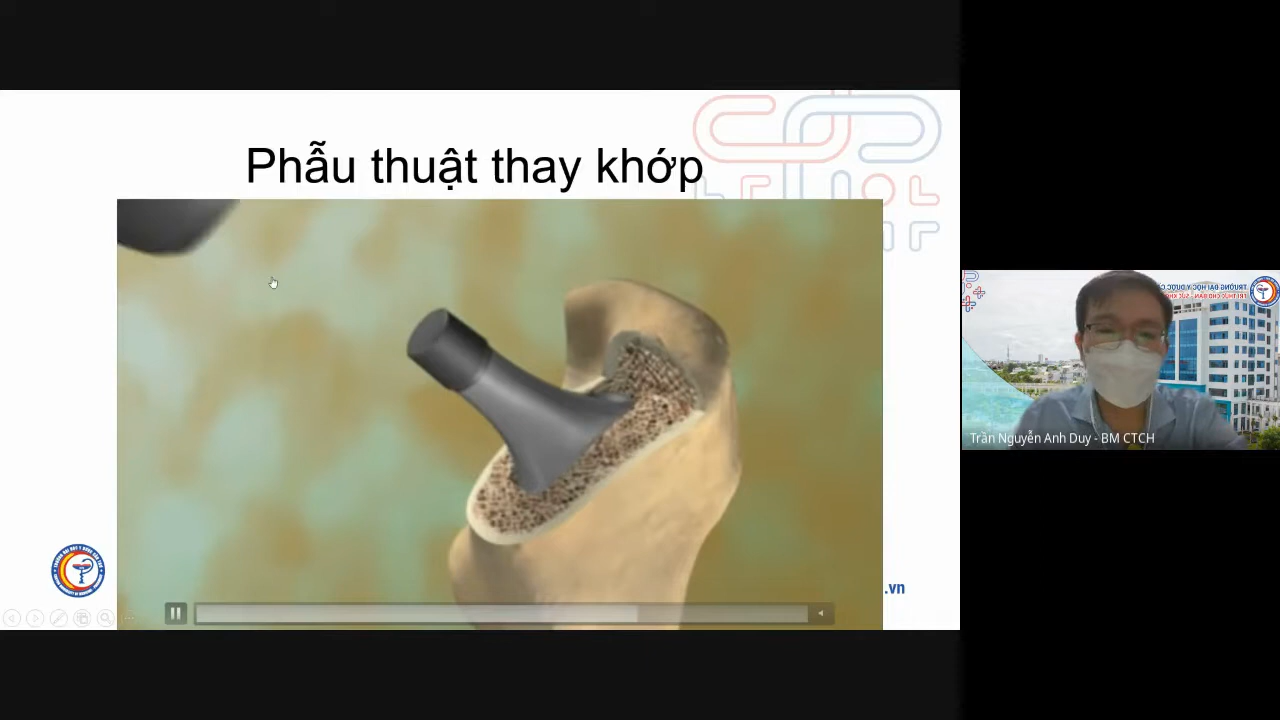 Phẫu thuật thay khớp
.vn
Trần Nguyễn Anh Duy - BM CTCH